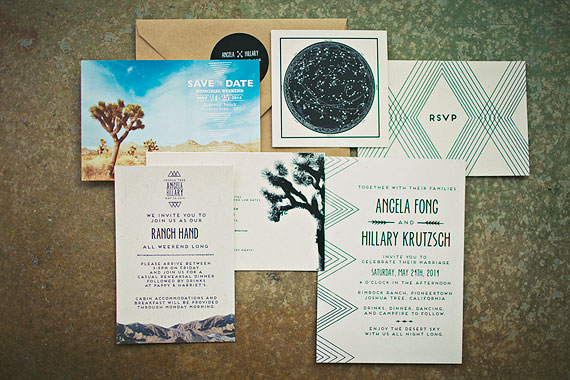 ANGELA HILLARY
SAVE THE DATE
MEMORIAL WEEKEND
RSVP
JOSHUA TREE
ANGELA
HILLARY
WE INVITE YOU TO
JOIN US AS OUR
RANCH HAND
ALL WEEKEND LONG
PLEASE ARRIVE BETWEEN
3-5PM ON FRIDAY
AND JOIN US FOR A
CASUAL REHEARSAL DINNER
FOLLOWED BY DRINKS
AT PAPPY & HARRIET'S
CABIN ACCOMMODATIONS AND
BREAKFAST WILL BE PROVIDED
THROUGH MONDAY MORNING
TOGETHER WITH THEIR FAMILIES
ANGELA FONG
AND
HILLARY KRUTZSCH
INVITE YOU TO
CELEBRATE THEIR MARRIAGE
SATURDAY, MAY 24TH, 2014
O'CLOCK IN THE AFTERNOON
RIMROCK RANCH, PIONEERTOWN
JOSHUA TREE, CALIFORNIA
DRINKS, DINNER, DANCING,
AND CAMPFIRE TO FOLLOW
ENJOY THE DESERT SKY
WITH US ALL NIGHT LONG.